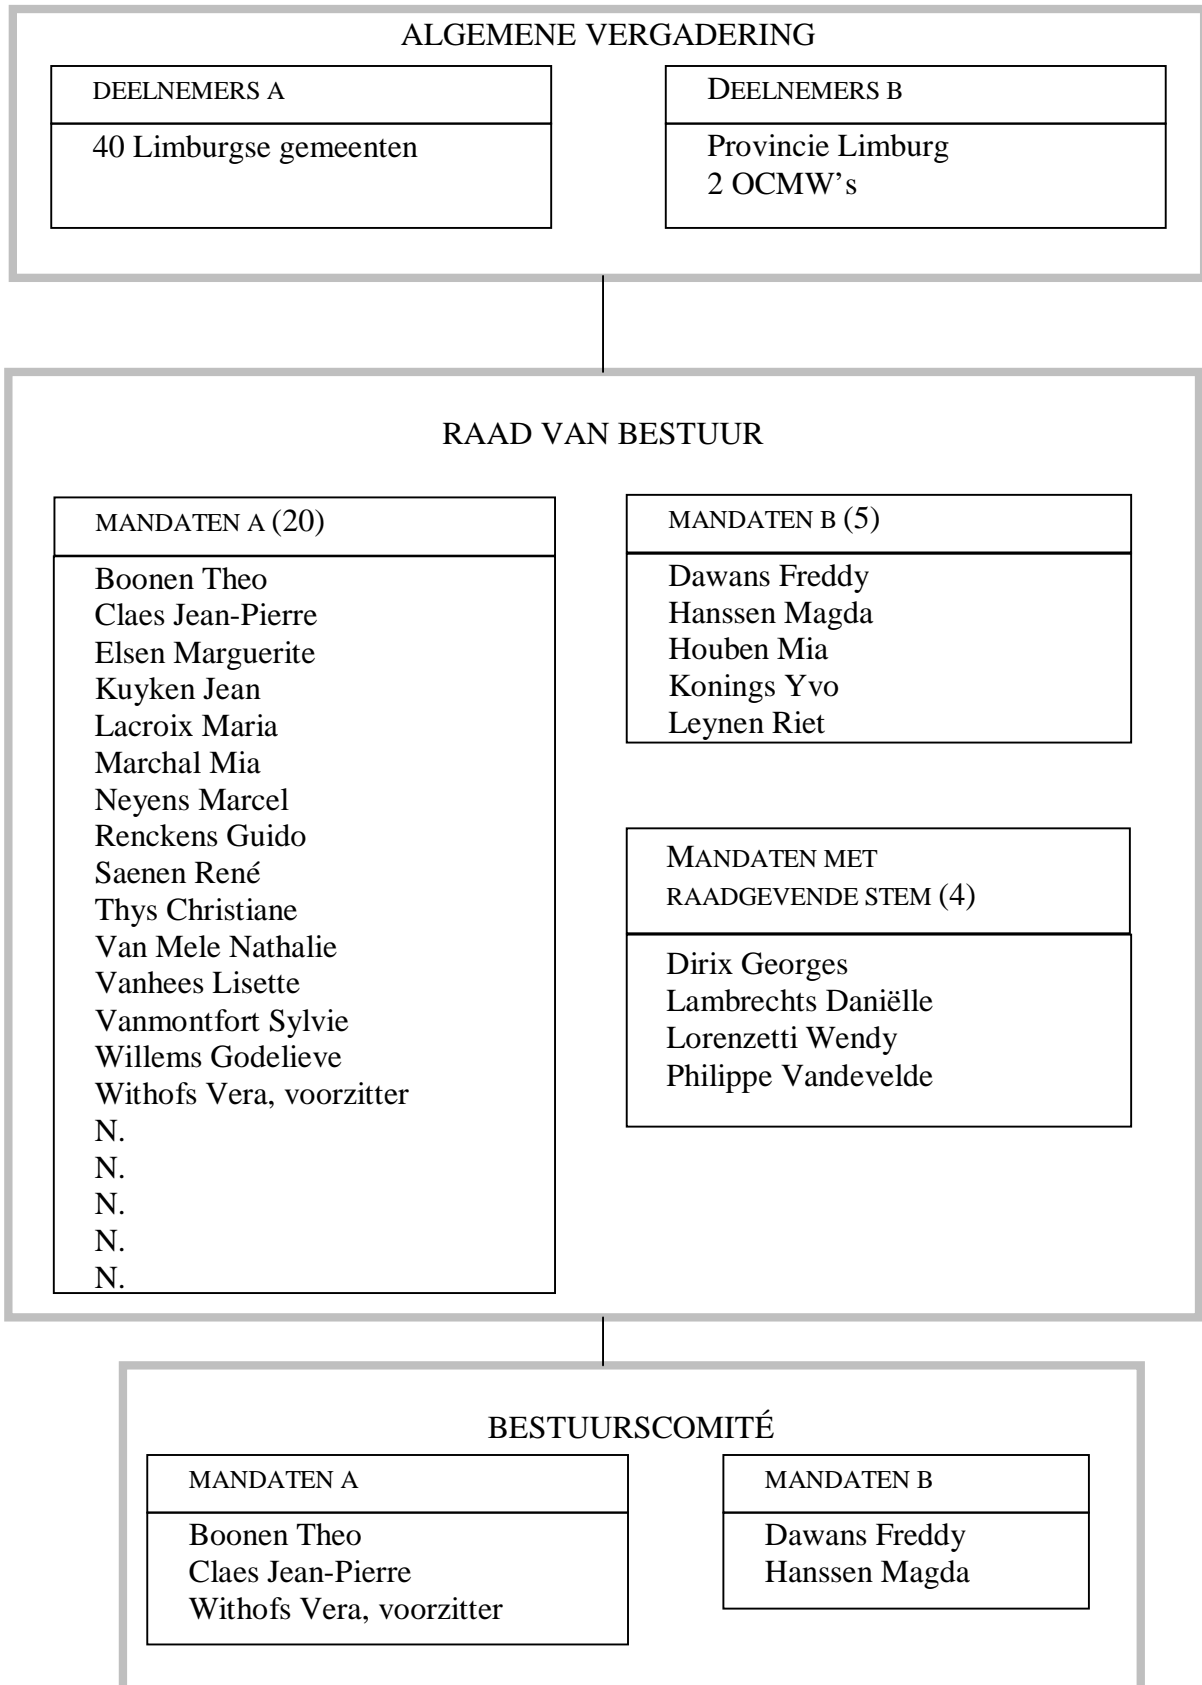 ALGEMENE VERGADERING
DEELNEMERS A
40 Limburgse gemeenten
DEELNEMERS B
Provincie Limburg
2 OCMW's
RAAD VAN BESTUUR
MANDATEN A (20)
Boonen Theo
Claes Jean-Pierre
Elsen Marguerite
Kuyken Jean
Lacroix Maria
Marchal Mia
Neyens Marcel
Renckens Guido
Saenen René
Thys Christiane
Van Mele Nathalie
Vanhees Lisette
Vanmontfort Sylvie
Willems Godelieve
Withofs Vera, voorzitter
N.
N.
N.
N.
N.
MANDATEN B (5)
Dawans Freddy
Hanssen Magda
Houben Mia
Konings Yvo
Leynen Riet
MANDATEN MET
RAADGEVENDE STEM (4)
Dirix Georges
Lambrechts Daniëlle
Lorenzetti Wendy
Philippe Vandevelde
BESTUURSCOMITÉ
MANDATEN A
Boonen Theo
Claes Jean-Pierre
Withofs Vera, voorzitter
MANDATEN B
Dawans Freddy
Hanssen Magda